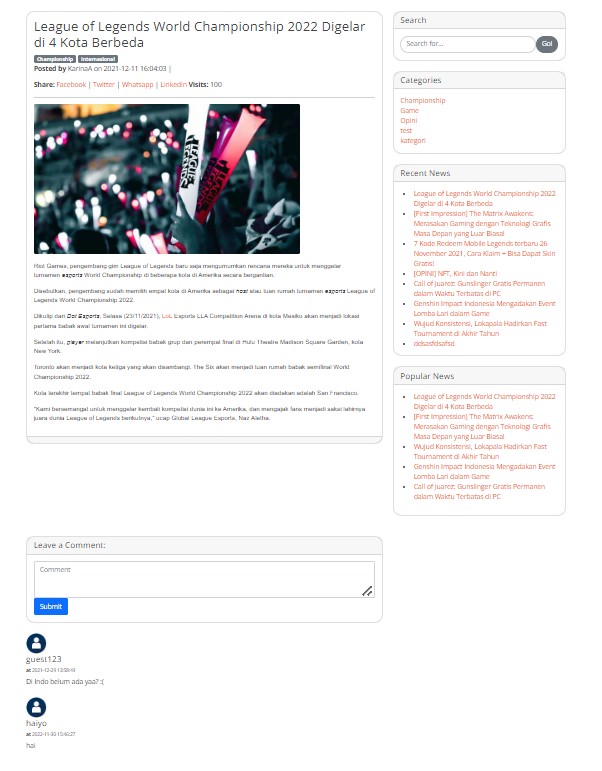 League of Legends World Championship 2022 Digelar
di 4 Kota Berbeda
Championship Internasional
Posted by KarinaA on 2021-12-11 16:04:03 |
Share: Facebook | Twitter | Whatsapp | Linkedin Visits: 100
LEAGUE LEGENDS
LEAGUE LEGENDS
Riot Games, pengembang gim League of Legends baru saja mengumumkan rencana mereka untuk menggelar
turnamen esports World Championship di beberapa kota di Amerika secara bergantian.
Disebutkan, pengembang sudah memilih empat kota di Amerika sebagai host atau tuan rumah turnamen esports League of
Legends World Championship 2022.
Dikutip dari Dot Esports, Selasa (23/11/2021), LoL Esports LLA Competition Arena di kota Mexiko akan menjadi lokasi
pertama babak awal turnamen ini digelar.
Setelah itu, player melanjutkan kompetisi babak grup dan perempat final di Hulu Theatre Madison Square Garden, kota
New York.
Toronto akan menjadi kota ketiga yang akan disambangi. The Six akan menjadi tuan rumah babak semifinal World
Championship 2022.
Kota terakhir tempat babak final League of Legends World Championship 2022 akan diadakan adalah San Francisco.
"Kami bersemangat untuk menggelar kembali kompetisi dunia ini ke Amerika, dan mengajak fans menjadi saksi lahirnya
juara dunia League of Legends berikutnya," ucap Global League Esports, Naz Aletha.
Leave a Comment:
Comment
Submit
guest123
at 2021-12-29 13:58:49
Di Indo belum ada yaa? :(
haiyo
at 2022-11-30 15:46:27
hai
Search
Search for...
Go!
Categories
Championship
Game
Opini
test
kategori
Recent News
League of Legends World Championship 2022
Digelar di 4 Kota Berbeda
[First Impression] The Matrix Awakens:
Merasakan Gaming dengan Teknologi Grafis
Masa Depan yang Luar Biasa!
7 Kode Redeem Mobile Legends terbaru 26
November 2021, Cara Klaim + Bisa Dapat Skin
Gratis!
[OPINI] NFT, Kini dan Nanti
Call of Juarez: Gunslinger Gratis Permanen
dalam Waktu Terbatas di PC
Genshin Impact Indonesia Mengadakan Event
Lomba Lari dalam Game
Wujud Konsistensi, Lokapala Hadirkan Fast
Tournament di Akhir Tahun
ddsasfdsafsd
Popular News
League of Legends World Championship 2022
Digelar di 4 Kota Berbeda
[First Impression] The Matrix Awakens:
Merasakan Gaming dengan Teknologi Grafis
Masa Depan yang Luar Biasa!
Wujud Konsistensi, Lokapala Hadirkan Fast
Tournament di Akhir Tahun
Genshin Impact Indonesia Mengadakan Event
Lomba Lari dalam Game
Call of Juarez: Gunslinger Gratis Permanen
dalam Waktu Terbatas di PC